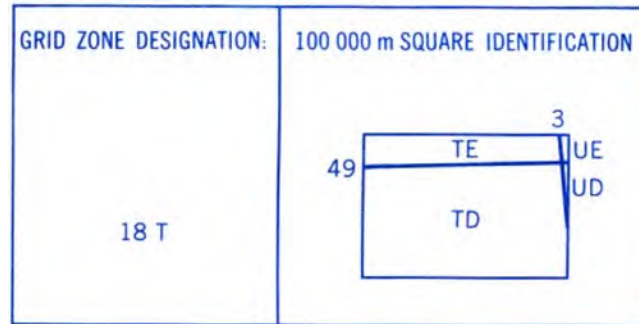 GRID ZONE DESIGNATION:
18 T
100 000 m SQUARE IDENTIFICATION
3
TE
UE
49
UD
TD